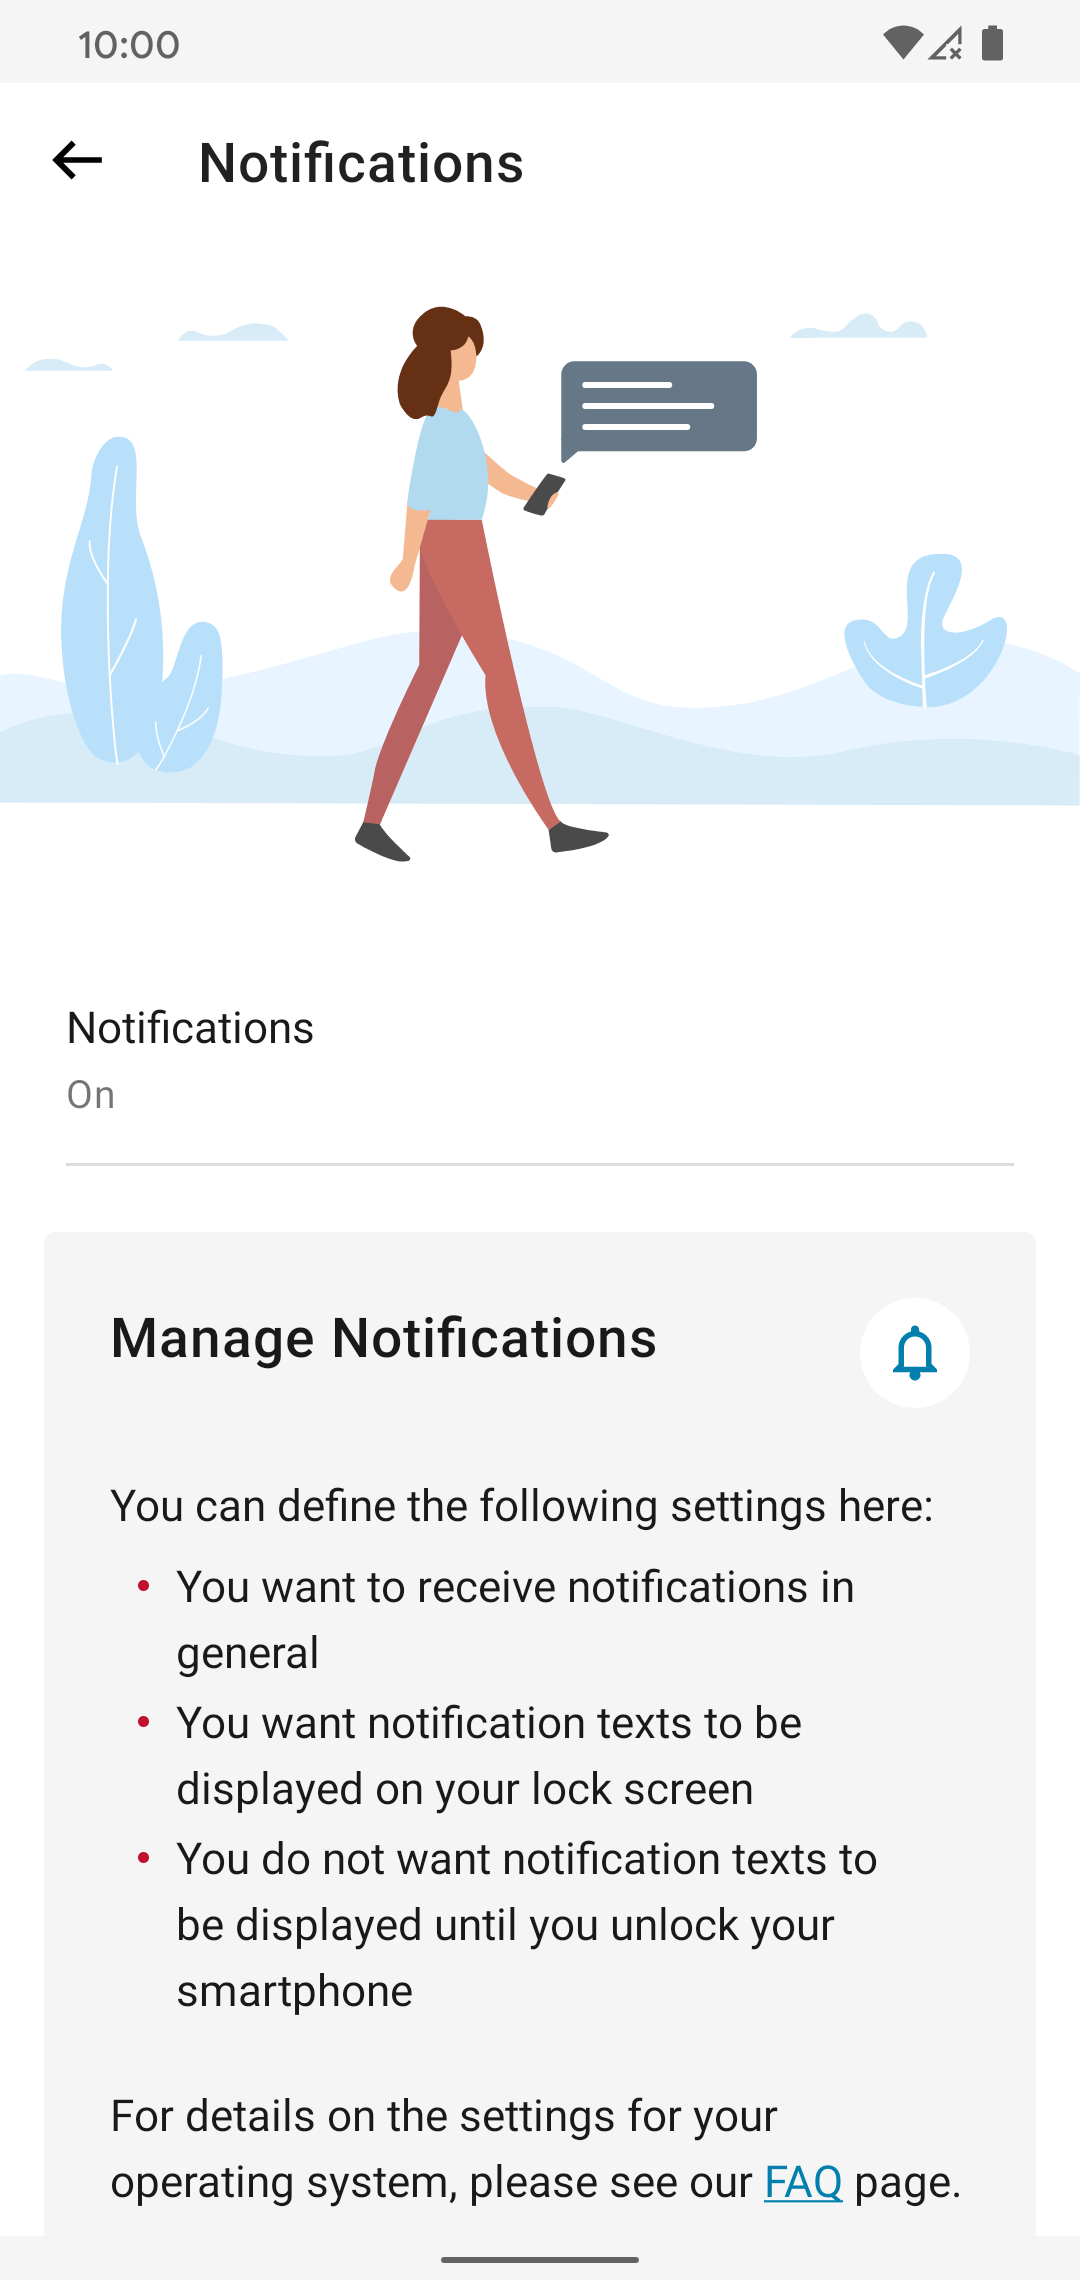 10:00
Notifications
Notifications
On
Manage Notifications
You can define the following settings here:
• You want to receive notifications in
general
• You want notification texts to be
displayed on your lock screen
• You do not want notification texts to
be displayed until you unlock your
smartphone
For details on the settings for your
operating system, please see our FAQ page.